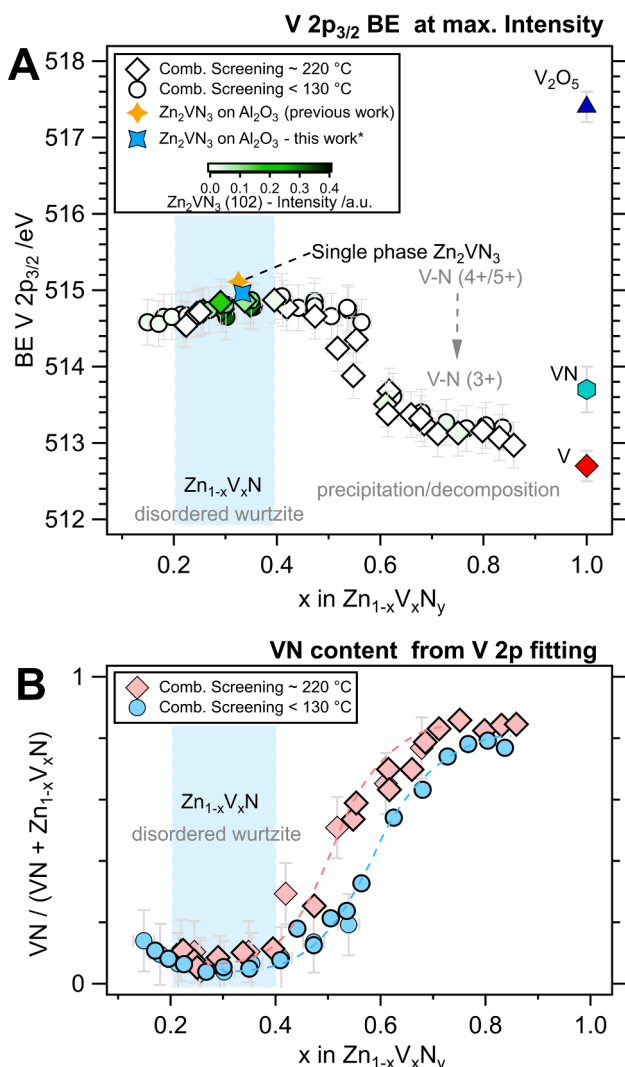 V 2p₃/₂ BE at max. Intensity
A
Comb. Screening ~ 220 °C
Comb. Screening < 130 °C
Zn₂VN₃ on Al₂O₃ (previous work)
Zn₂VN₃ on Al₂O₃ - this work*
0.0 0.2 0.4
0.1 0.3
Zn₂VN₃ (102) - Intensity /a.u.
V₂O₅
Single phase Zn₂VN₃
V-N (4+/5+)
V-N (3+)
VN
V
Zn₁₋ₓVₓN
disordered wurtzite
precipitation/decomposition
518
517
516
515
514
513
512
BE V 2p₃/₂ /eV
0.2 0.4 0.6 0.8 1.0
x in Zn₁₋ₓVₓNᵧ
VN content from V 2p fitting
B
Comb. Screening ~ 220 °C
Comb. Screening < 130 °C
Zn₁₋ₓVₓN
disordered wurtzite
1
0
VN / (VN + Zn₁₋ₓVₓN)
0.2 0.4 0.6 0.8 1.0
x in Zn₁₋ₓVₓNᵧ